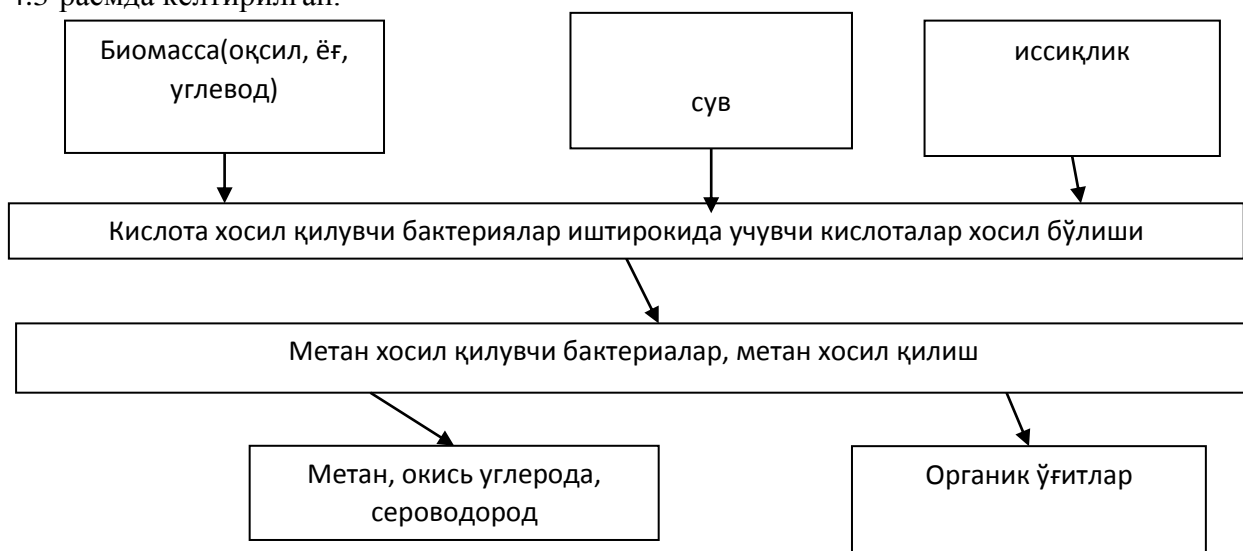 4.3-расмда келтирилган.
Биомасса(оқсил, ёғ,
углевод)
сув
иссиқлик
Кислота хосил қилувчи бактериялар иштирокида учувчи кислоталар хосил бўлиши
Метан хосил қилувчи бактериалар, метан хосил қилиш
Метан, окись углерода,
сероводород
Органик ўғитлар